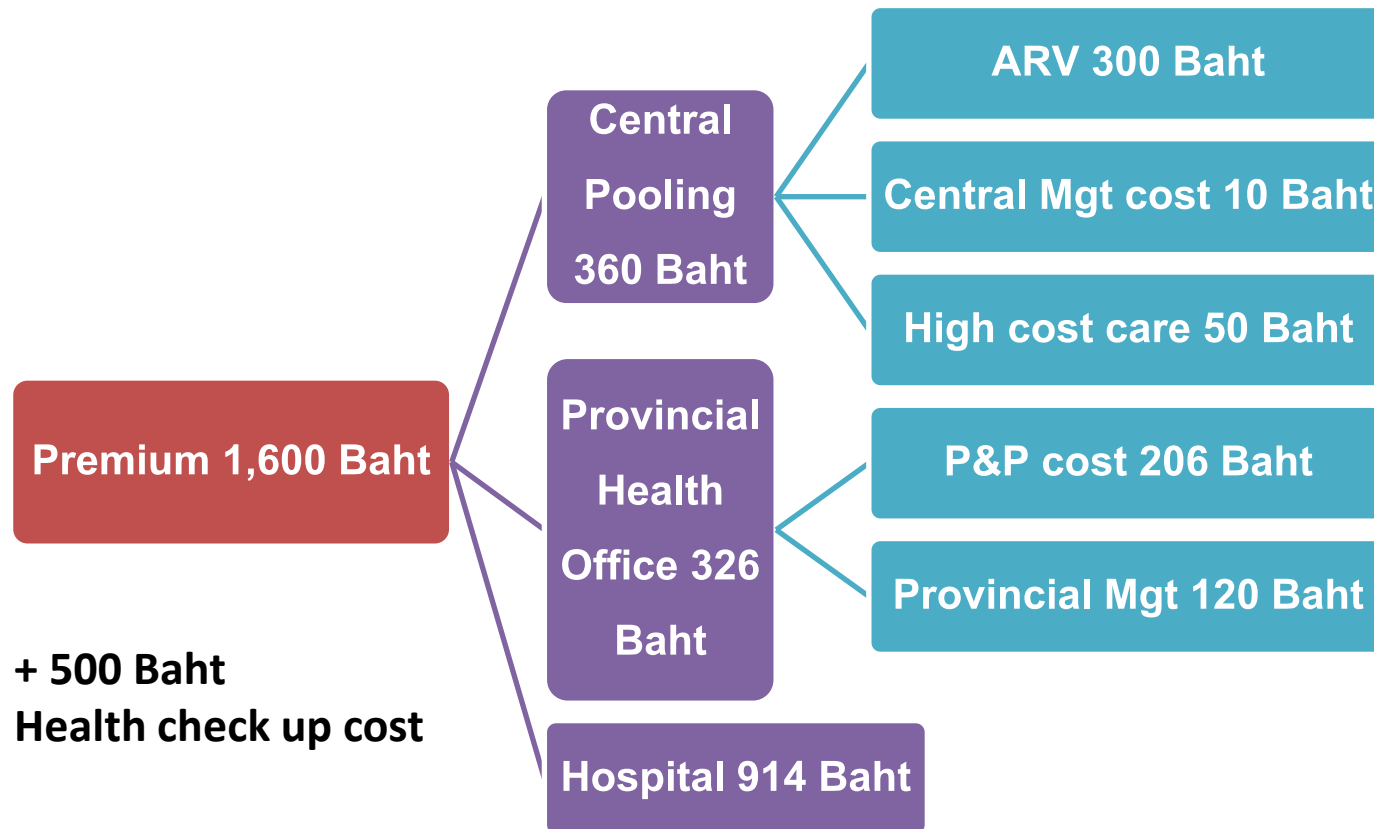 Premium 1,600 Baht
+ 500 Baht
Health check up cost
Central
Pooling
360 Baht
Provincial
Health
Office 326
Baht
Hospital 914 Baht
ARV 300 Baht
Central Mgt cost 10 Baht
High cost care 50 Baht
P&P cost 206 Baht
Provincial Mgt 120 Baht